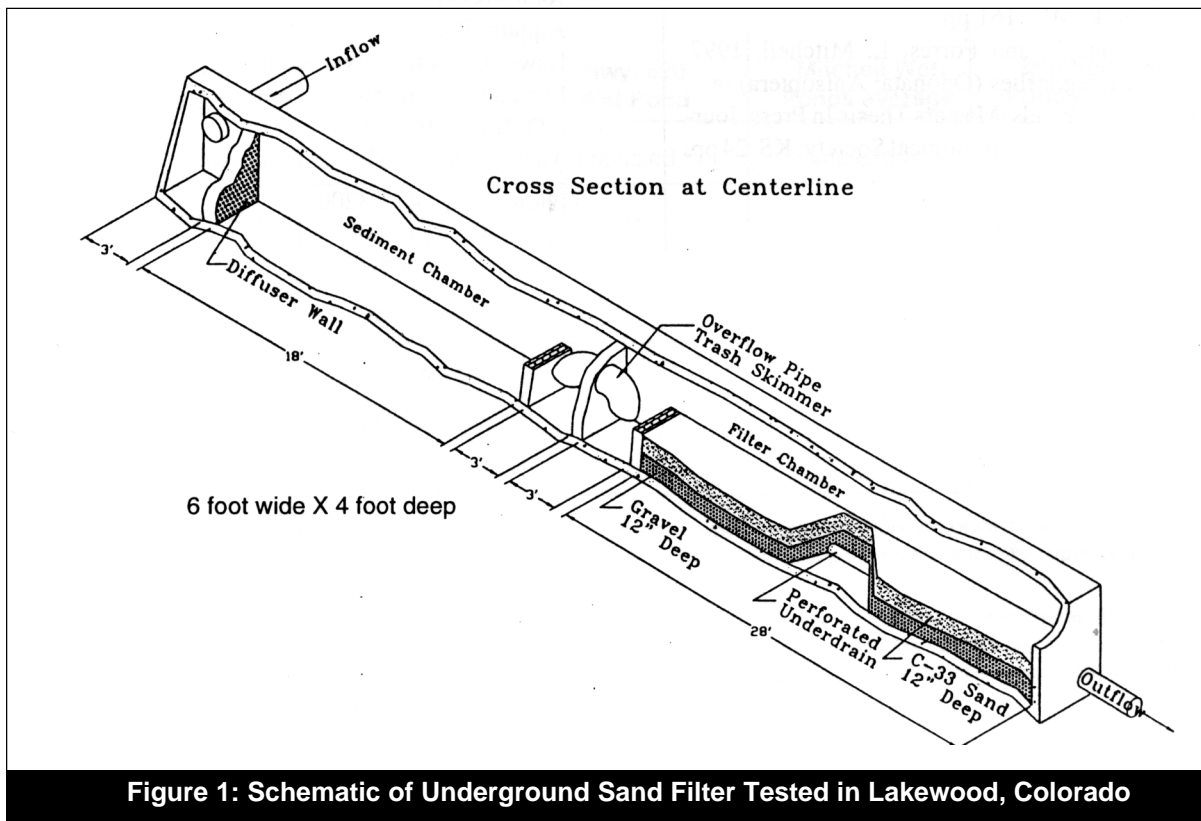 Inflow
Cross Section at Centerline
Sediment Chamber
3'
Diffuser Wall
18'
Overflow Pipe
Trash Skimmer
Filter Chamber
3'
3'
6 foot wide X 4 foot deep
Gravel
12" Deep
Perforated
Underdrain
C-33 Sand
12" Deep
28'
Outflow
Figure 1: Schematic of Underground Sand Filter Tested in Lakewood, Colorado